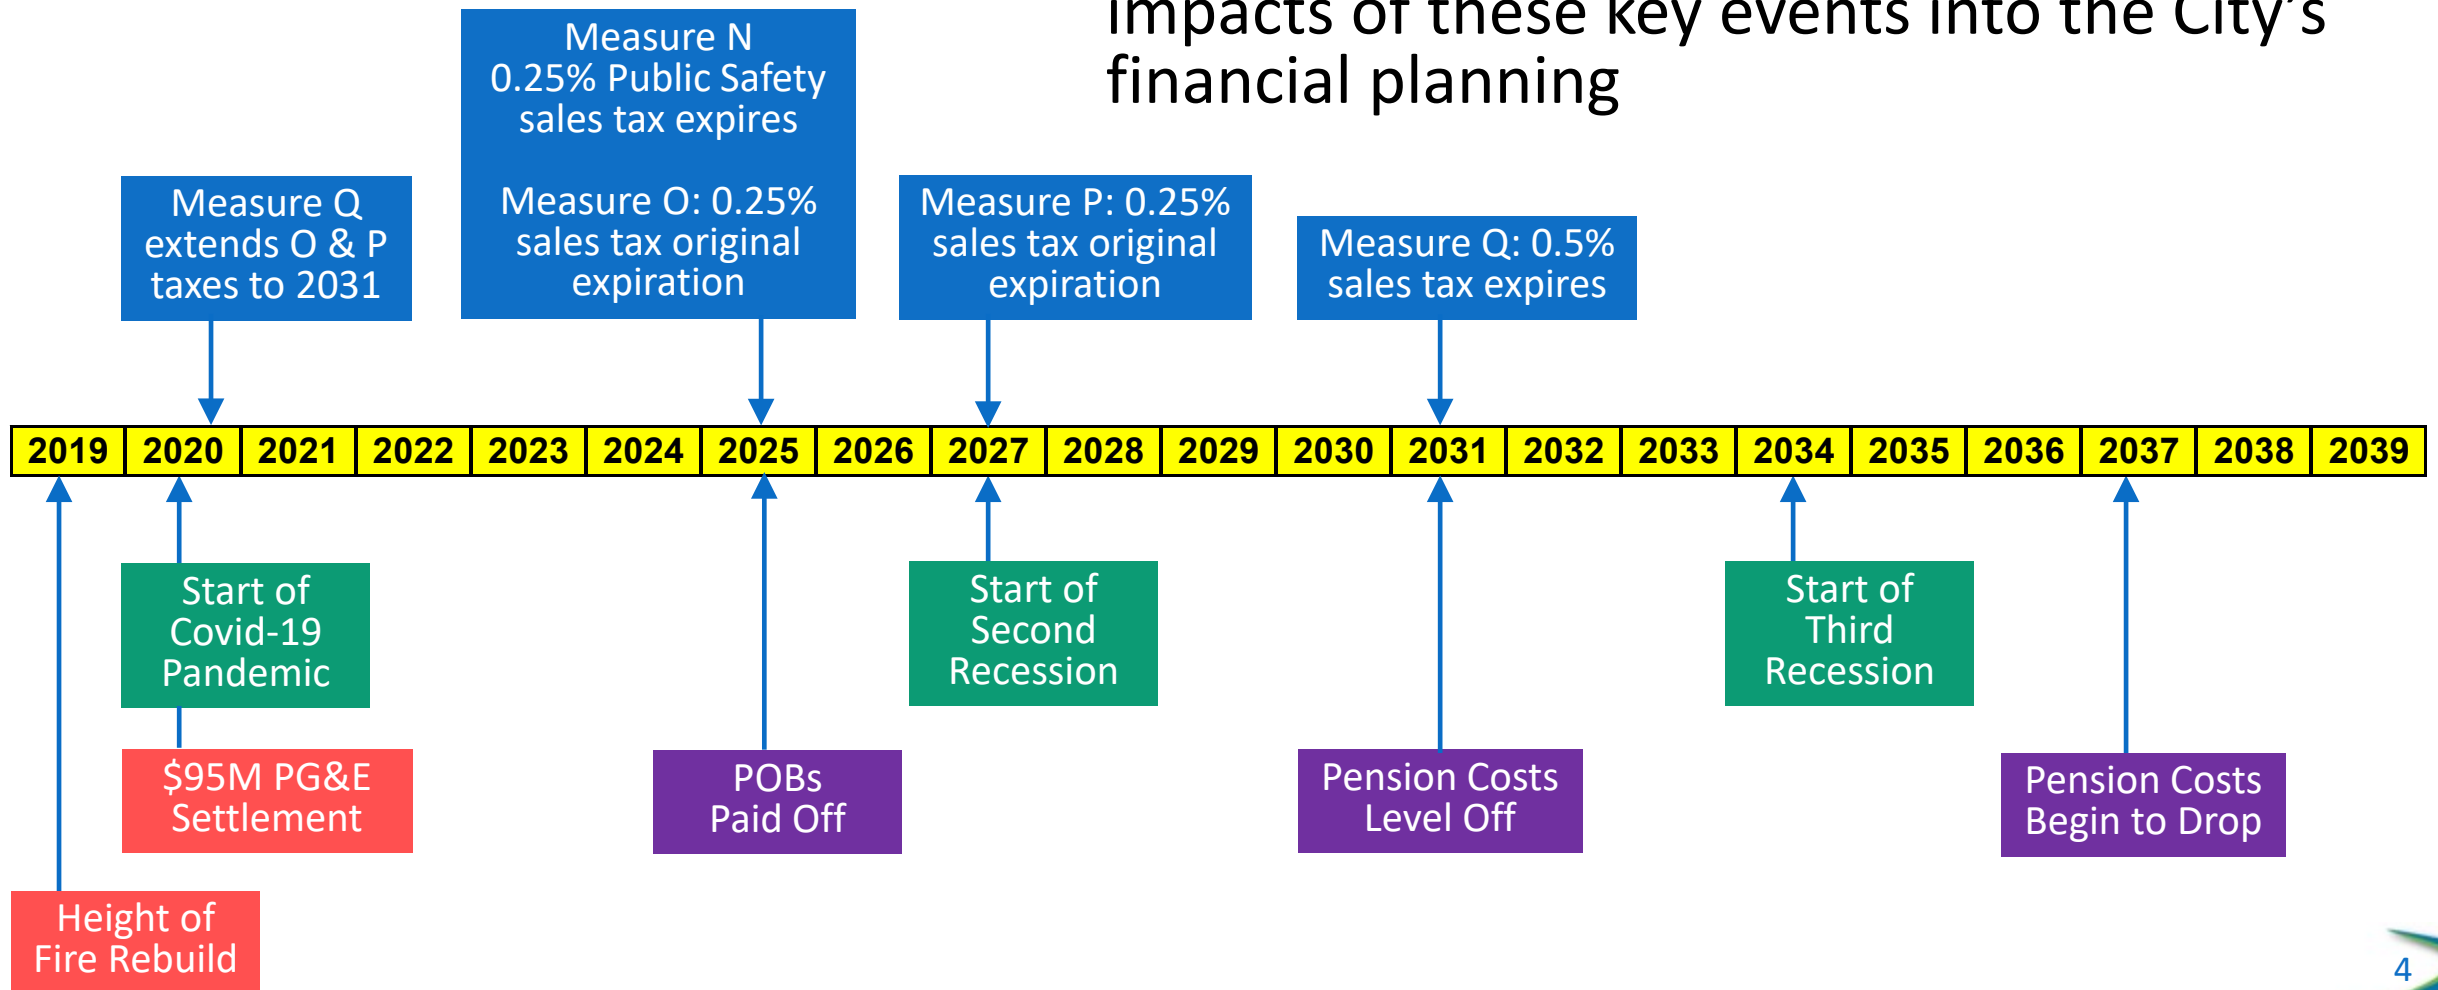 impacts of these key events into the City's
financial planning
Measure N
0.25% Public Safety
sales tax expires
Measure O: 0.25%
sales tax original
expiration
Measure Q
extends O & P
taxes to 2031
Measure P: 0.25%
sales tax original
expiration
Measure Q: 0.5%
sales tax expires
2019 2020 2021 2022 2023 2024 2025 2026 2027 2028 2029 2030 2031 2032 2033 2034 2035 2036 2037 2038 2039
Start of
Covid-19
Pandemic
Start of
Second
Recession
Start of
Third
Recession
$95M PG&E
Settlement
POBs
Paid Off
Pension Costs
Level Off
Pension Costs
Begin to Drop
Height of
Fire Rebuild
4